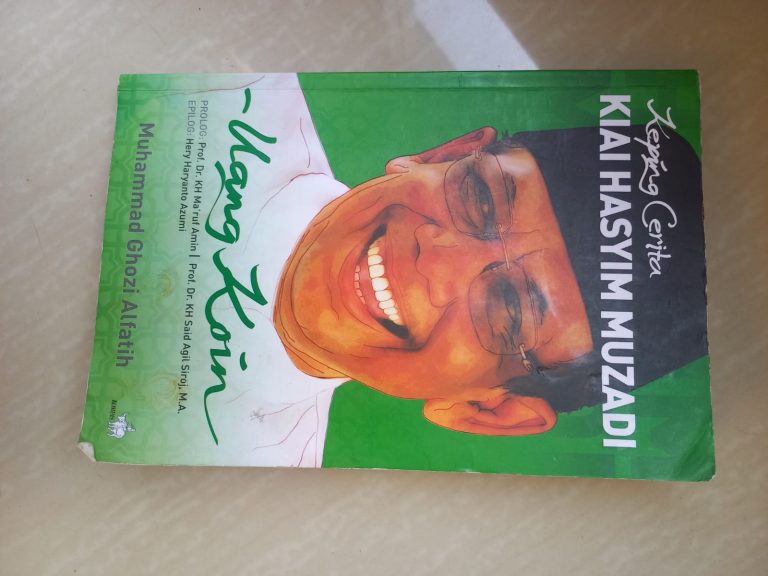 Keping Cerita
KIAI HASYIM MUZADI
Uang Koin
PROLOG: Prof. Dr. KH Ma'ruf Amin | Prof. Dr. KH Said Agil Siroj, M.A.
EPILOG: Hery Haryanto Azumi
Muhammad Ghozi Alfatih